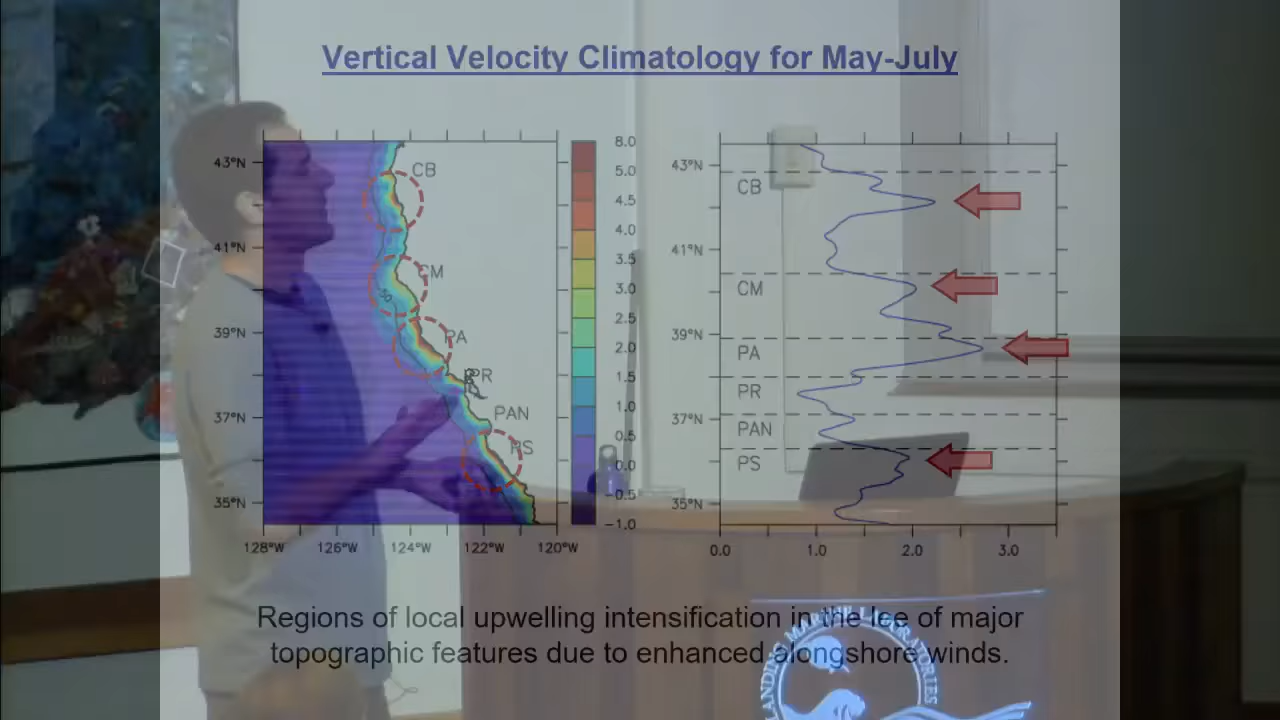 Vertical Velocity Climatology for May-July
43°N
41°N
39°N
37°N
35°N
128°W 126°W 124°W 122°W 120°W
CB
CM
PA
PR
PAN
PS
8.0
5.0
4.5
4.0
3.5
3.0
2.5
2.0
1.5
1.0
0.5
0.0
-0.5
-1.0
50
43°N
41°N
39°N
37°N
35°N
CB
CM
PA
PR
PAN
PS
0.0 1.0 2.0 3.0
Regions of local upwelling intensification in the lee of major
topographic features due to enhanced alongshore winds.
LANDING MARINE LABORATORIES